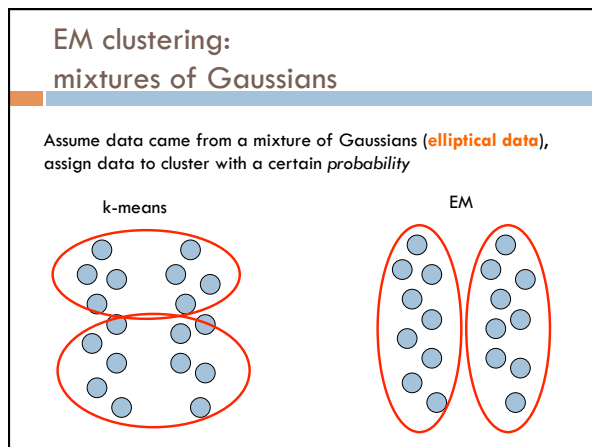 EM clustering:
mixtures of Gaussians
Assume data came from a mixture of Gaussians (elliptical data),
assign data to cluster with a certain probability
k-means
EM